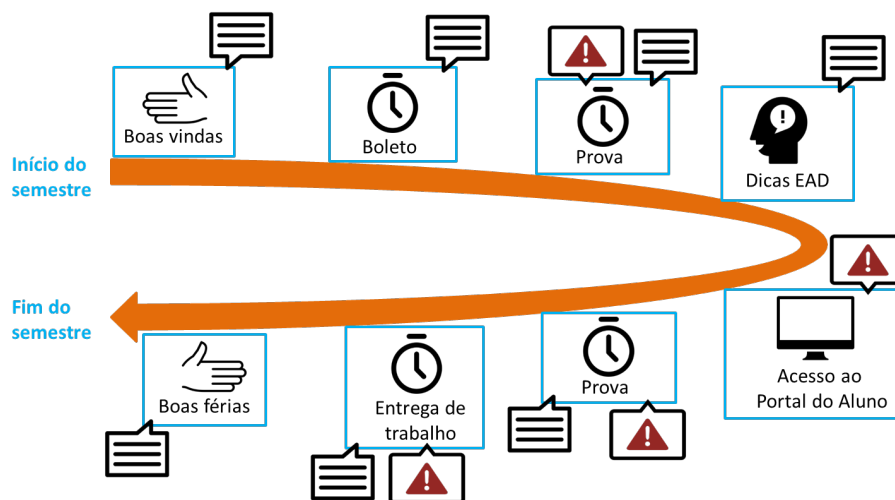 Início do
semestre
Boas vindas
Boleto
Prova
Dicas EAD
Acesso ao
Portal do Aluno
Prova
Entrega de
trabalho
Boas férias
Fim do
semestre